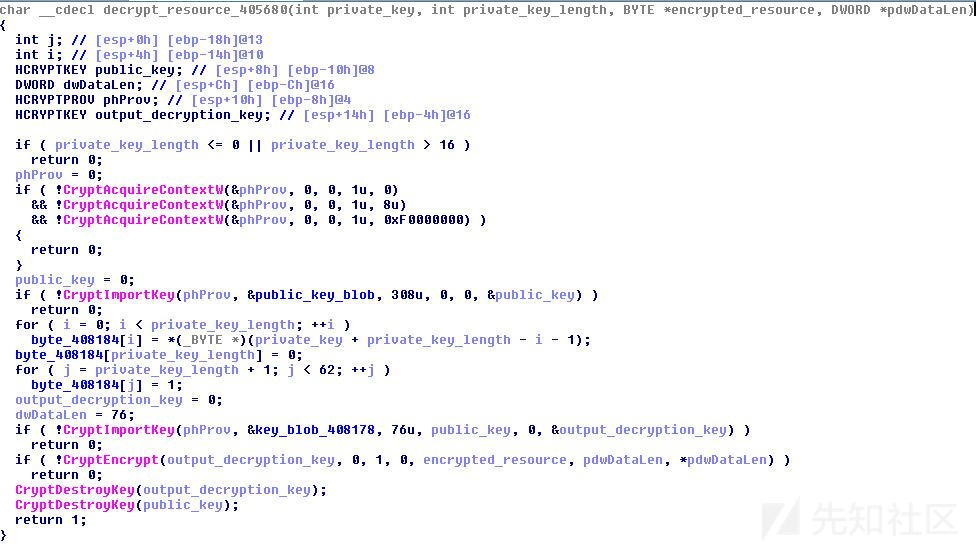 char __cdecl decrypt_resource_405680(int private_key, int private_key_length, BYTE *encrypted_resource, DWORD *pdwDataLen)
{
  int j; // [esp+0h] [ebp-18h]@13
  int i; // [esp+4h] [ebp-14h]@10
  HCRYPTKEY public_key; // [esp+8h] [ebp-10h]@8
  DWORD dwDataLen; // [esp+Ch] [ebp-Ch]@16
  HCRYPTPROV phProv; // [esp+10h] [ebp-8h]@4
  HCRYPTKEY output_decryption_key; // [esp+14h] [ebp-4h]@16

  if ( private_key_length <= 0 || private_key_length > 16 )
    return 0;
  phProv = 0;
  if ( !CryptAcquireContextW(&phProv, 0, 0, 1u, 0)
    && !CryptAcquireContextW(&phProv, 0, 0, 1u, 8u)
    && !CryptAcquireContextW(&phProv, 0, 0, 1u, 0xF0000000) )
  {
    return 0;
  }
  public_key = 0;
  if ( !CryptImportKey(phProv, &public_key_blob, 308u, 0, 0, &public_key) )
    return 0;
  for ( i = 0; i < private_key_length; ++i )
    byte_408184[i] = *(_BYTE *)(private_key + private_key_length - i - 1);
  byte_408184[private_key_length] = 0;
  for ( j = private_key_length + 1; j < 62; ++j )
    byte_408184[j] = 1;
  output_decryption_key = 0;
  dwDataLen = 76;
  if ( !CryptImportKey(phProv, &key_blob_408178, 76u, public_key, 0, &output_decryption_key) )
    return 0;
  if ( !CryptEncrypt(output_decryption_key, 0, 1, 0, encrypted_resource, pdwDataLen, *pdwDataLen) )
    return 0;
  CryptDestroyKey(output_decryption_key);
  CryptDestroyKey(public_key);
  return 1;
}
先知社区